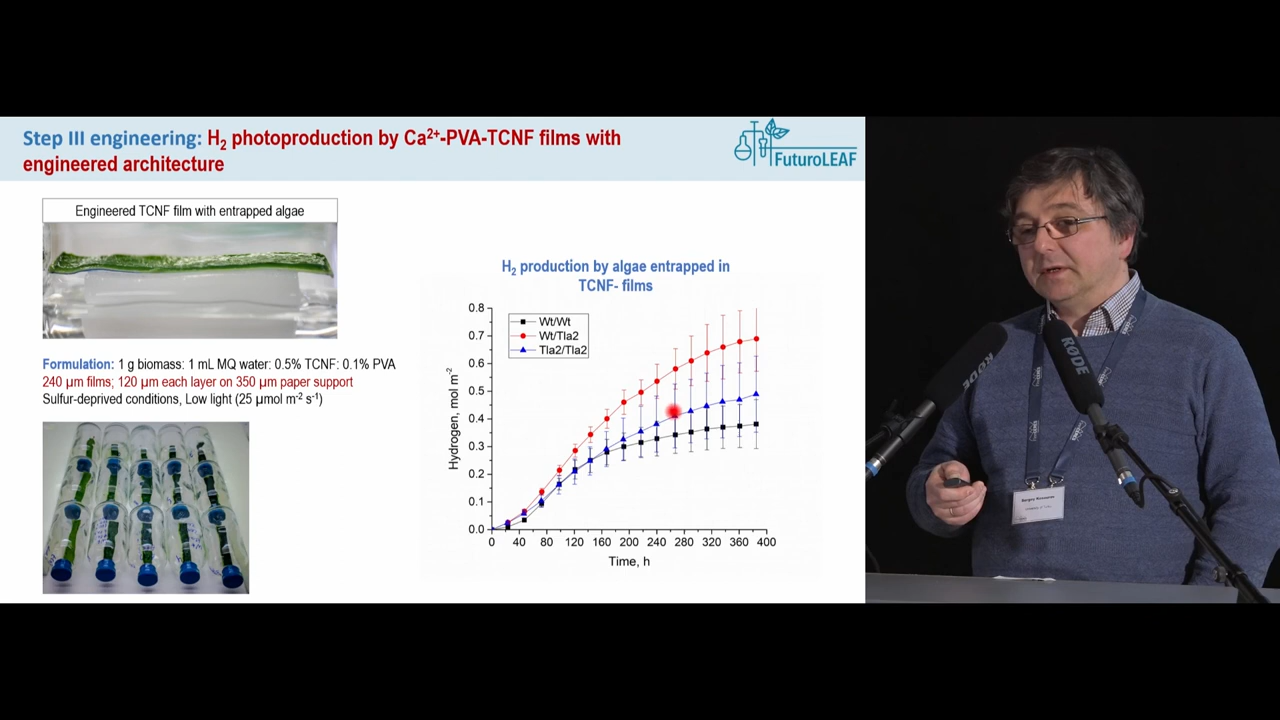 Step III engineering: H₂ photoproduction by Ca²⁺-PVA-TCNF films with
engineered architecture
FuturoLEAF
Engineered TCNF film with entrapped algae
Formulation: 1 g biomass: 1 mL MQ water: 0.5% TCNF: 0.1% PVA
240 µm films; 120 µm each layer on 350 µm paper support
Sulfur-deprived conditions, Low light (25 µmol m⁻² s⁻¹)
H₂ production by algae entrapped in
TCNF- films
Wt/Wt
Wt/Tla2
Tla2/Tla2
Hydrogen, mol m⁻²
0.8
0.7
0.6
0.5
0.4
0.3
0.2
0.1
0.0
0 40 80 120 160 200 240 280 320 360 400
Time, h
RØDE
RØDE